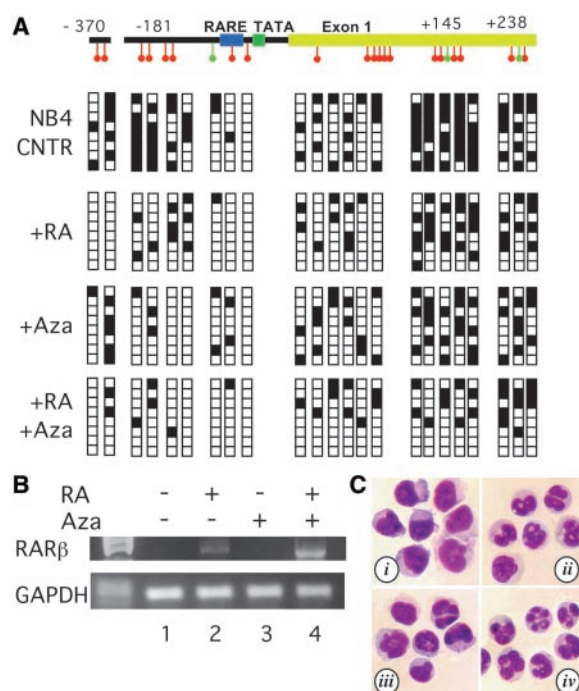 A
- 370 -181 RARE TATA Exon 1 +145 +238
NB4
CNTR
+RA
+Aza
+RA
+Aza
B
RA - + - +
Aza - - + +
RARβ
GAPDH
1 2 3 4
C
i
ii
iii
iv